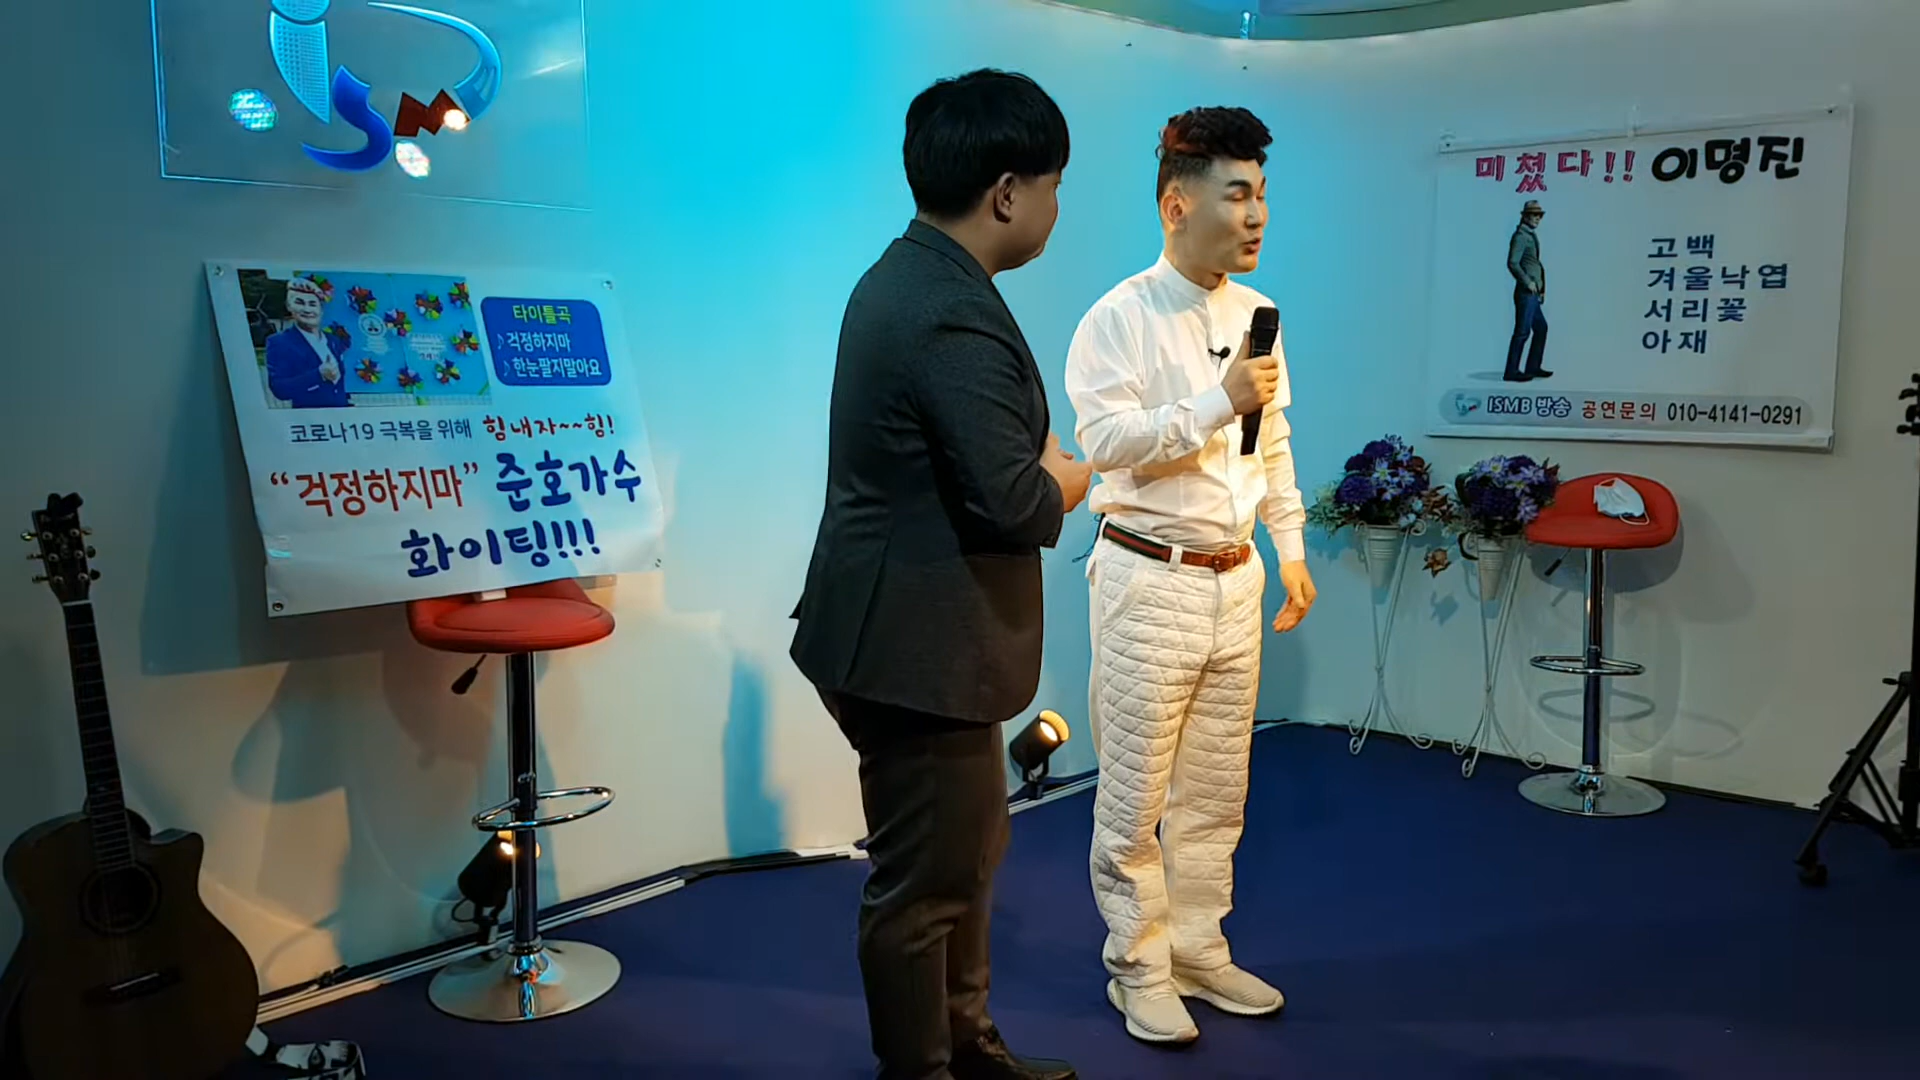 ism
타이틀곡
♪ 걱정하지마
♪ 한눈팔지말아요
코로나19 극복을 위해 힘내자~~힘!
“걱정하지마” 준호가수
화이팅!!!
미쳤다!! 이명진
고백
겨울낙엽
서리꽃
아재
ISMB 방송 공연문의 010-4141-0291